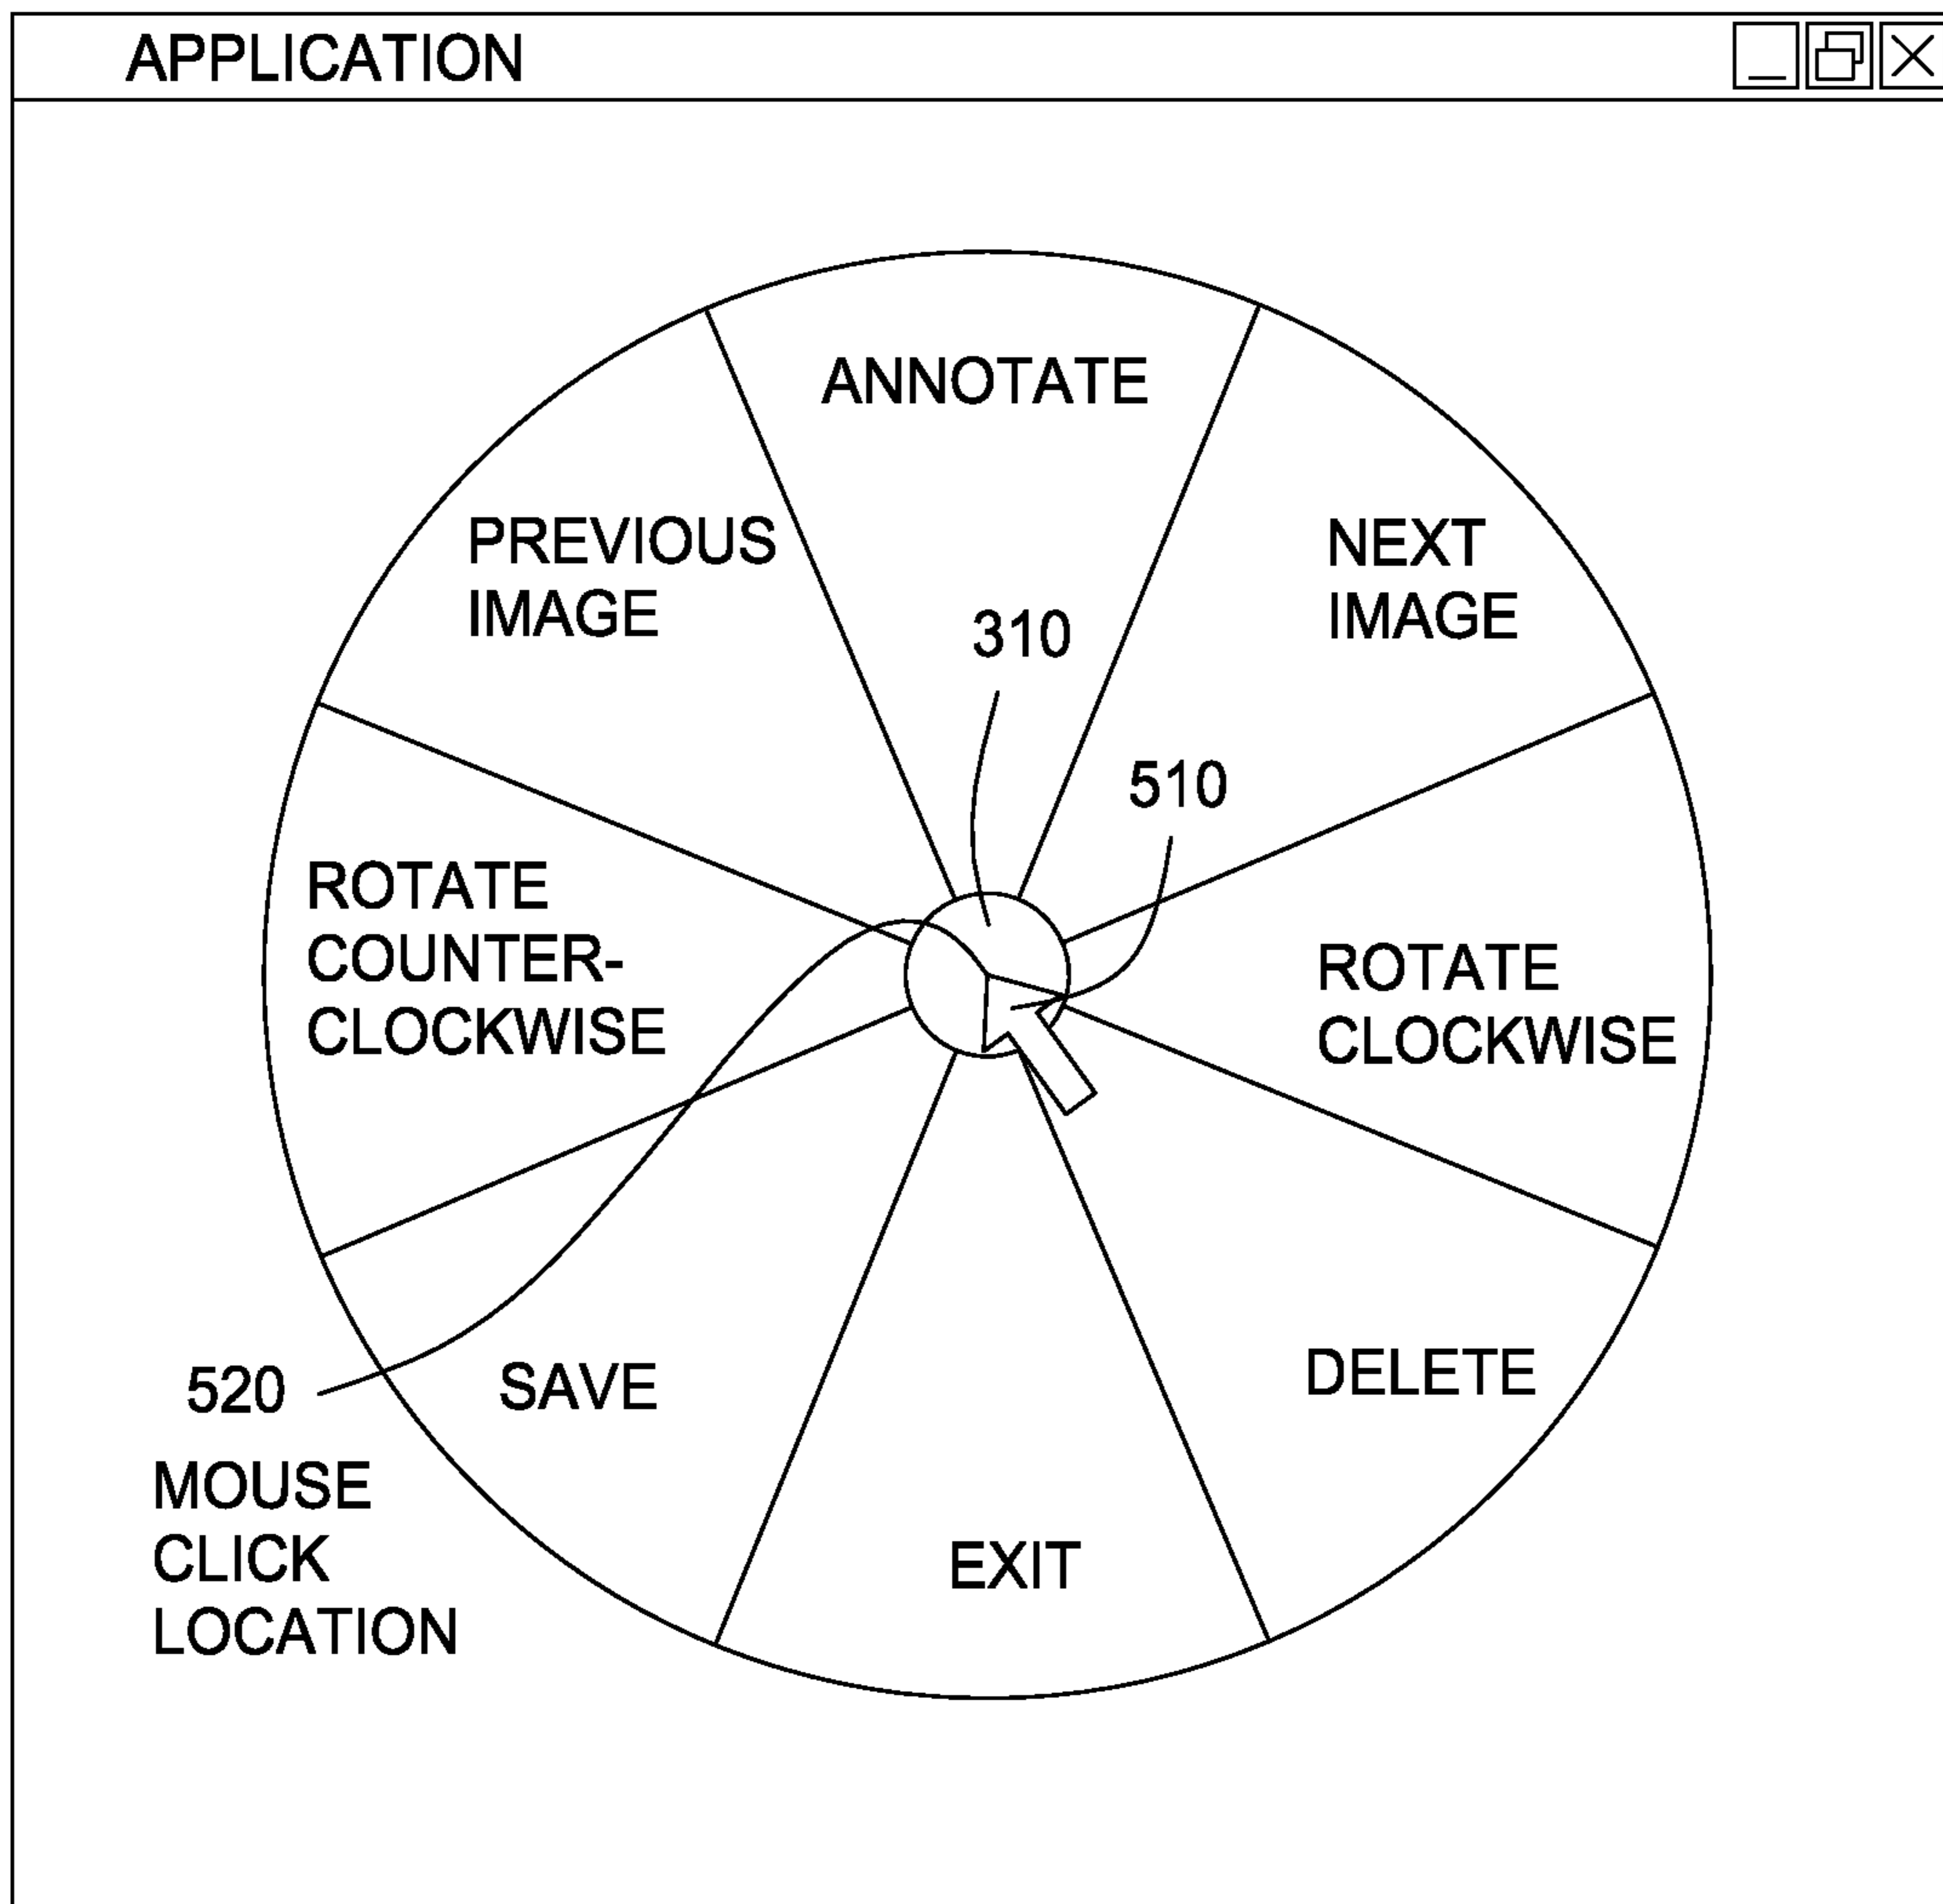 APPLICATION
ANNOTATE
PREVIOUS
IMAGE
NEXT
IMAGE
310
510
ROTATE
COUNTER-
CLOCKWISE
ROTATE
CLOCKWISE
520
MOUSE
CLICK
LOCATION
SAVE
DELETE
EXIT